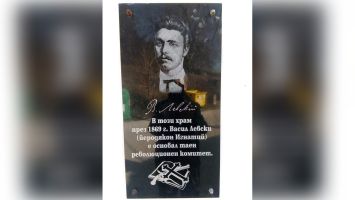 В. Левски
В този храм
през 1869 г. Васил Левски
(йеродякон Игнатий)
е основал таен
революционен комитет.